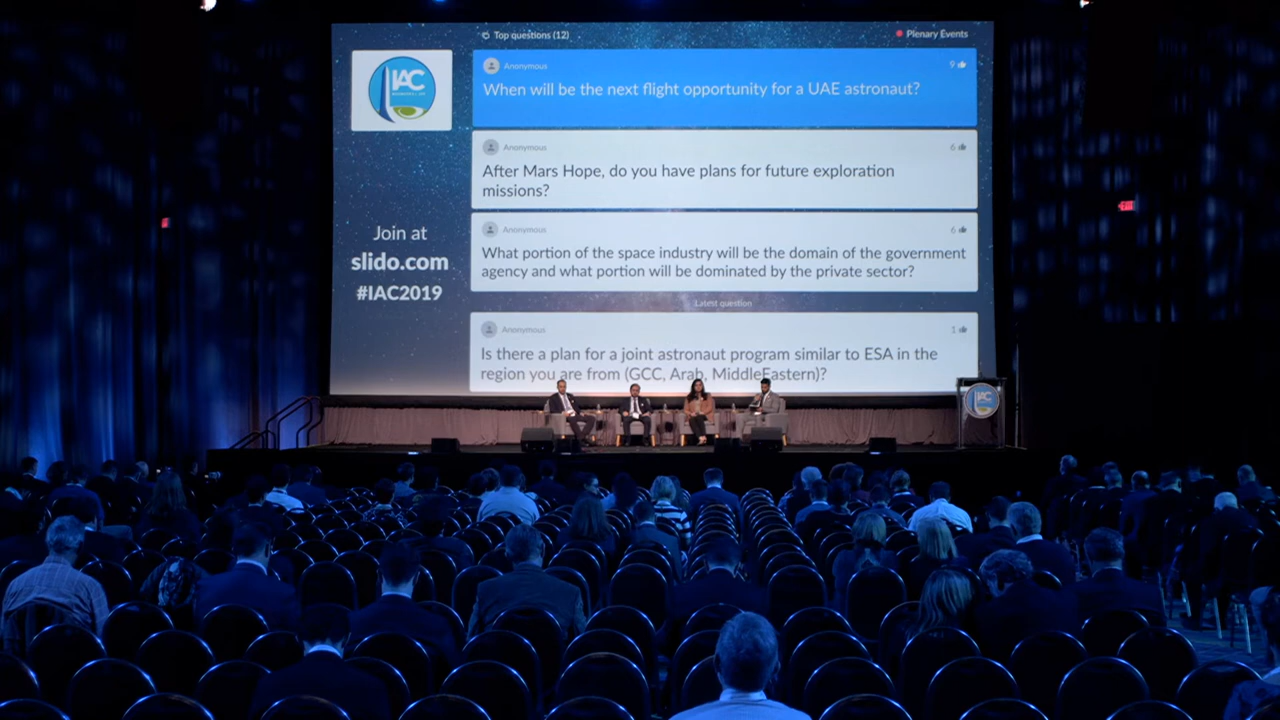 Top questions (12)
Plenary Events
IAC
Anonymous
9
When will be the next flight opportunity for a UAE astronaut?
Anonymous
6
After Mars Hope, do you have plans for future exploration
missions?
Anonymous
6
What portion of the space industry will be the domain of the government
agency and what portion will be dominated by the private sector?
Join at
slido.com
#IAC2019
Latest question
Anonymous
1
Is there a plan for a joint astronaut program similar to ESA in the
region you are from (GCC, Arab, MiddleEastern)?
IAC
EXIT